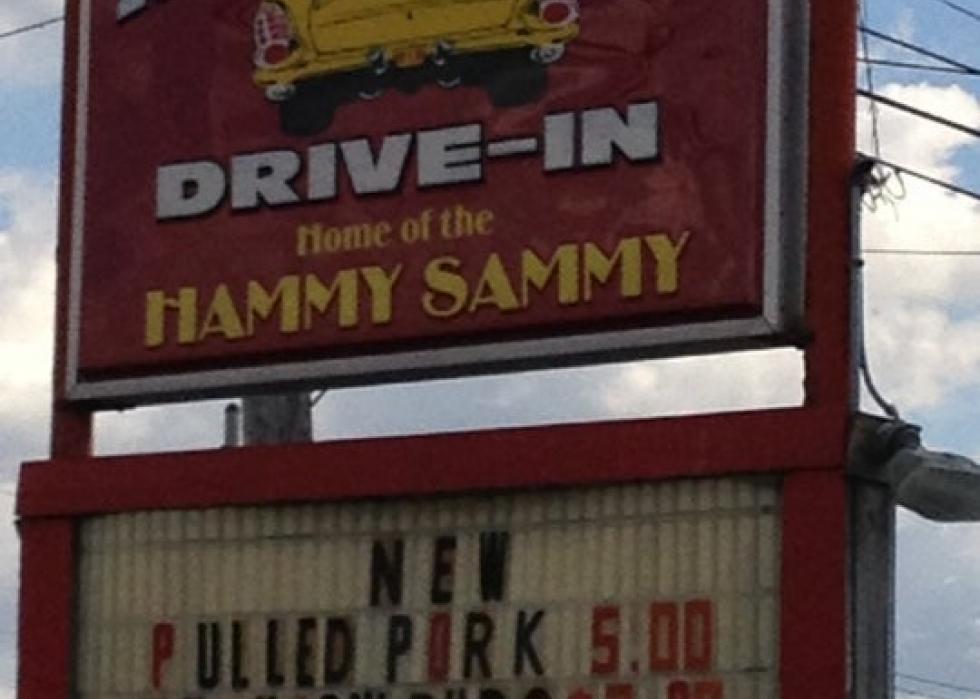 DRIVE-IN
Home of the
HAMMY SAMMY
NEW
PULLED PORK 5.00